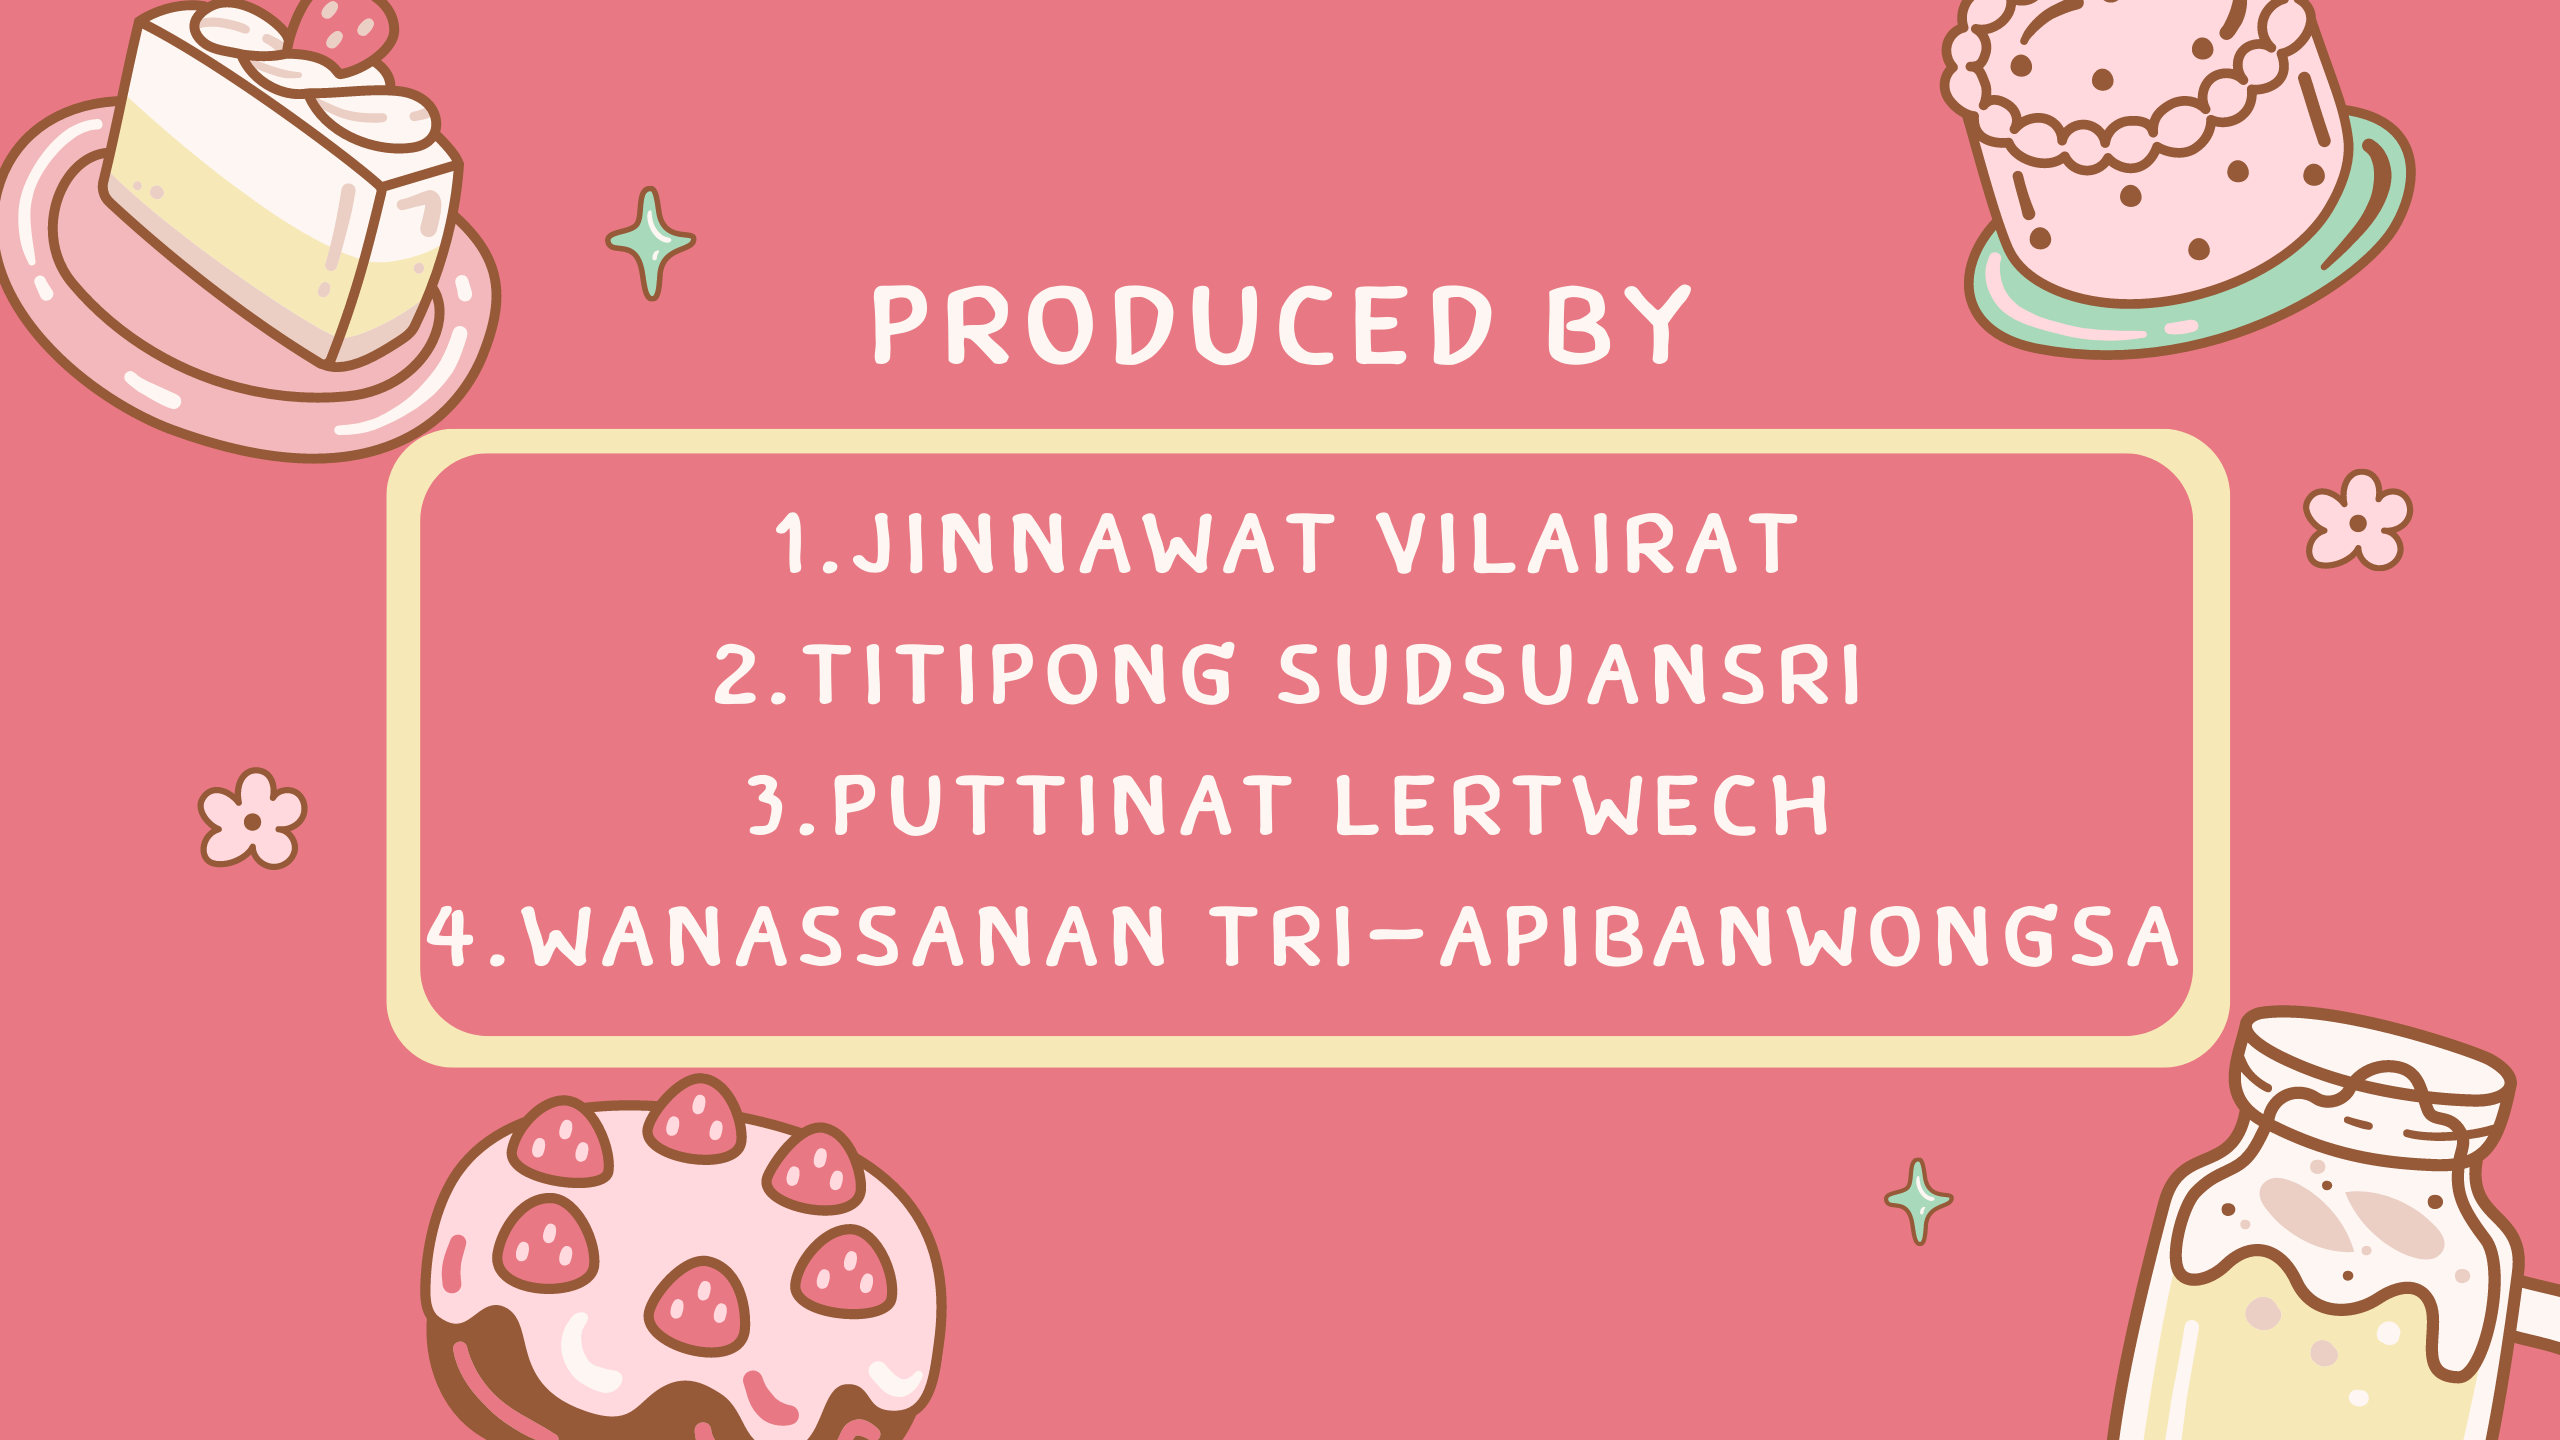 PRODUCED BY
1.JINNAWAT VILAIRAT
2.TITIPONG SUDSUANSRI
3.PUTTINAT LERTWECH
4.WANASSANAN TRI-APIBANWONGSA